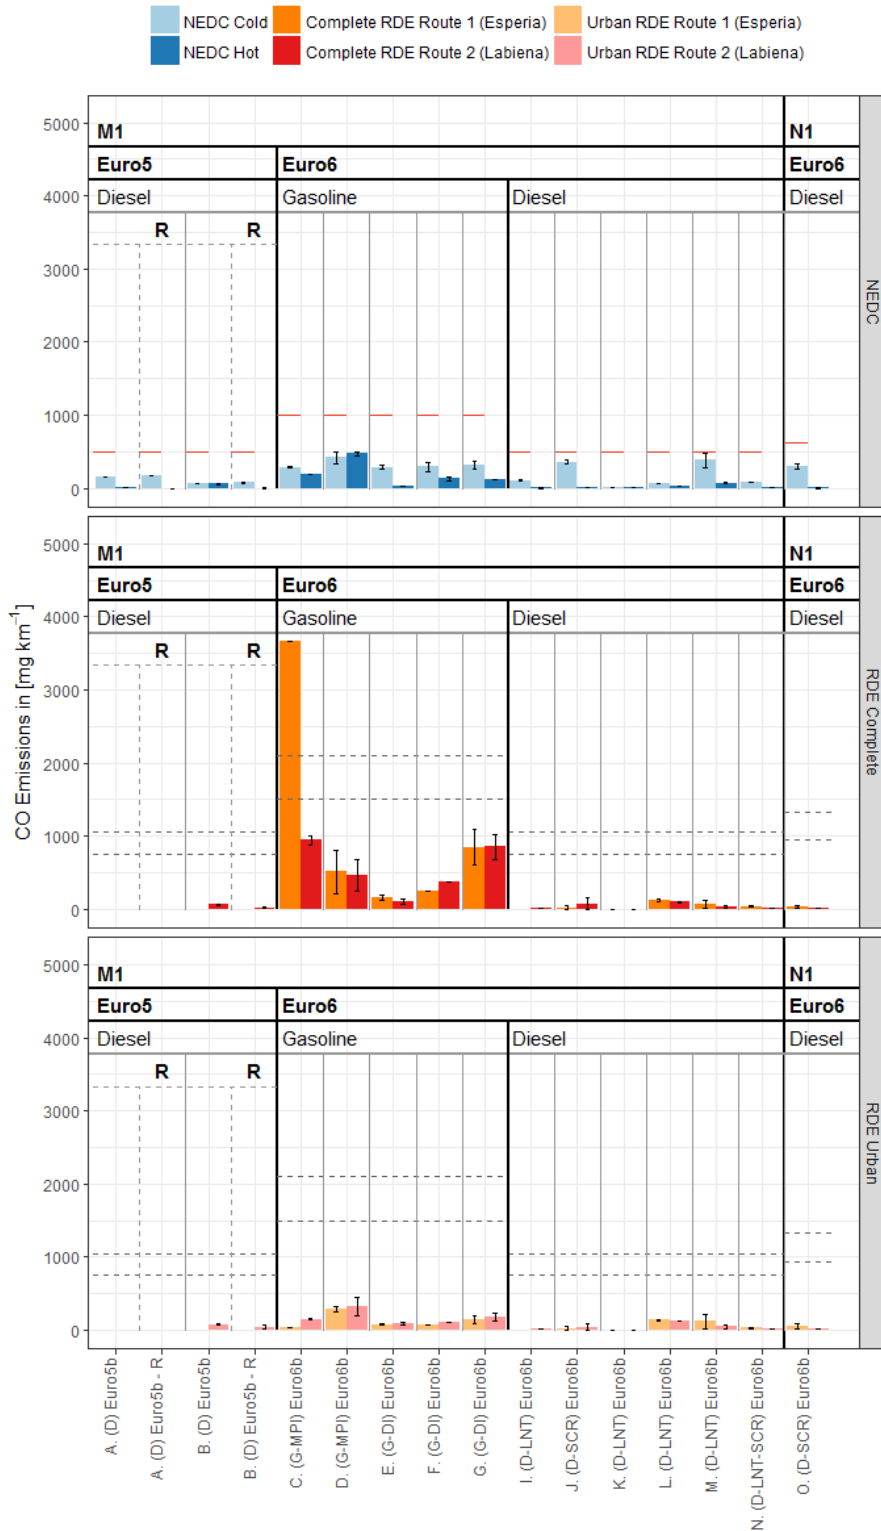 NEDC Cold Complete RDE Route 1 (Esperia) Urban RDE Route 1 (Esperia)
NEDC Hot Complete RDE Route 2 (Labiena) Urban RDE Route 2 (Labiena)
CO Emissions in [mg km⁻¹]
5000
M1 N1
Euro5 Euro6 Euro6
4000
Diesel Gasoline Diesel Diesel
R R
3000
2000
1000
0
NEDC
5000
M1 N1
Euro5 Euro6 Euro6
4000
Diesel Gasoline Diesel Diesel
R R
3000
2000
1000
0
RDE Complete
5000
M1 N1
Euro5 Euro6 Euro6
4000
Diesel Gasoline Diesel Diesel
R R
3000
2000
1000
0
RDE Urban
A. (D) Euro5b
A. (D) Euro5b - R
B. (D) Euro5b
B. (D) Euro5b - R
C. (G-MPI) Euro6b
D. (G-MPI) Euro6b
E. (G-DI) Euro6b
F. (G-DI) Euro6b
G. (G-DI) Euro6b
I. (D-LNT) Euro6b
J. (D-SCR) Euro6b
K. (D-LNT) Euro6b
L. (D-LNT) Euro6b
M. (D-LNT) Euro6b
N. (D-LNT-SCR) Euro6b
O. (D-SCR) Euro6b